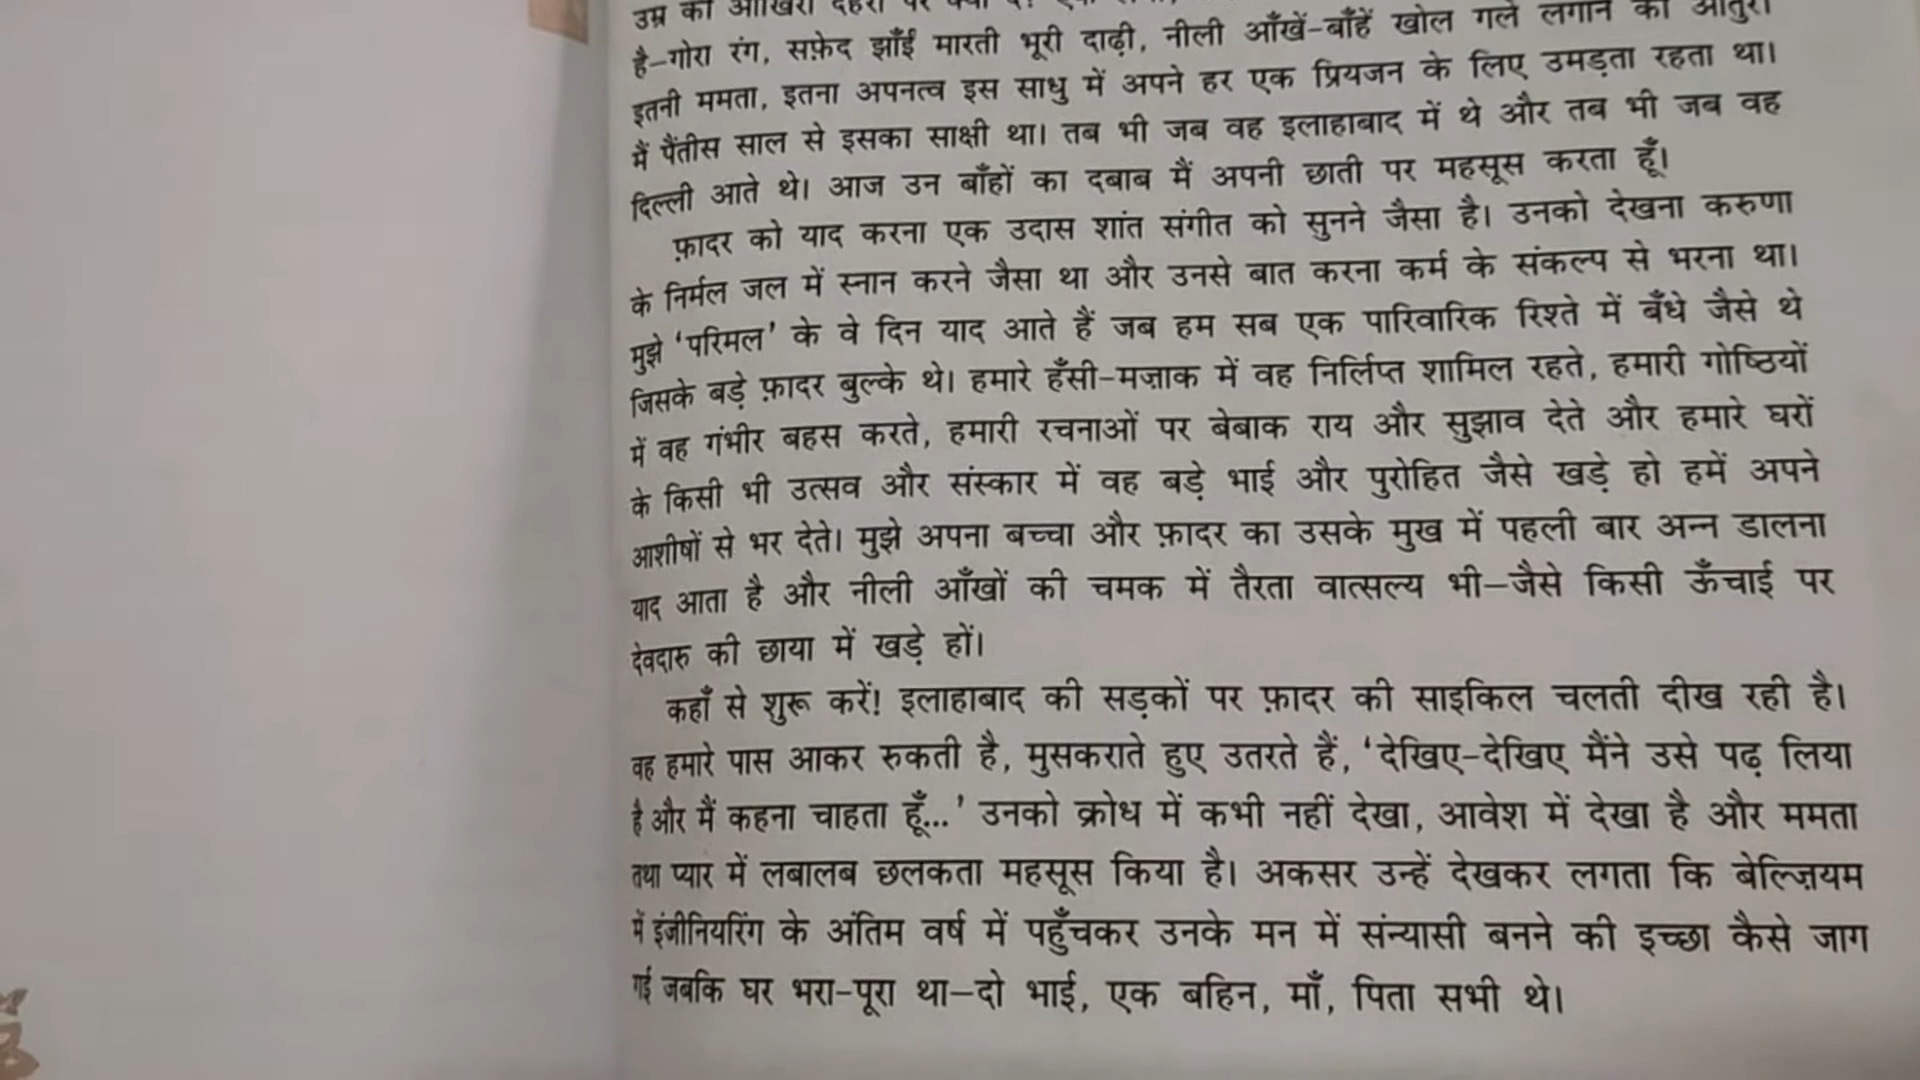 उम्र की आखिरी देहरी पर
है–गोरा रंग, सफ़ेद झाँईं मारती भूरी दाढ़ी, नीली आँखें–बाँहें खोल गले लगाने को आतुर।
इतनी ममता, इतना अपनत्व इस साधु में अपने हर एक प्रियजन के लिए उमड़ता रहता था।
मैं पैंतीस साल से इसका साक्षी था। तब भी जब वह इलाहाबाद में थे और तब भी जब वह
दिल्ली आते थे। आज उन बाँहों का दबाब मैं अपनी छाती पर महसूस करता हूँ।
फ़ादर को याद करना एक उदास शांत संगीत को सुनने जैसा है। उनको देखना करुणा
के निर्मल जल में स्नान करने जैसा था और उनसे बात करना कर्म के संकल्प से भरना था।
मुझे ‘परिमल’ के वे दिन याद आते हैं जब हम सब एक पारिवारिक रिश्ते में बँधे जैसे थे
जिसके बड़े फ़ादर बुल्के थे। हमारे हँसी-मज़ाक में वह निर्लिप्त शामिल रहते, हमारी गोष्ठियों
में वह गंभीर बहस करते, हमारी रचनाओं पर बेबाक राय और सुझाव देते और हमारे घरों
के किसी भी उत्सव और संस्कार में वह बड़े भाई और पुरोहित जैसे खड़े हो हमें अपने
आशीषों से भर देते। मुझे अपना बच्चा और फ़ादर का उसके मुख में पहली बार अन्न डालना
याद आता है और नीली आँखों की चमक में तैरता वात्सल्य भी–जैसे किसी ऊँचाई पर
देवदारु की छाया में खड़े हों।
कहाँ से शुरू करें! इलाहाबाद की सड़कों पर फ़ादर की साइकिल चलती दीख रही है।
वह हमारे पास आकर रुकती है, मुसकराते हुए उतरते हैं, ‘देखिए-देखिए मैंने उसे पढ़ लिया
है और मैं कहना चाहता हूँ...’ उनको क्रोध में कभी नहीं देखा, आवेश में देखा है और ममता
तथा प्यार में लबालब छलकता महसूस किया है। अकसर उन्हें देखकर लगता कि बेल्ज़ियम
में इंजीनियरिंग के अंतिम वर्ष में पहुँचकर उनके मन में संन्यासी बनने की इच्छा कैसे जाग
गई जबकि घर भरा-पूरा था–दो भाई, एक बहिन, माँ, पिता सभी थे।